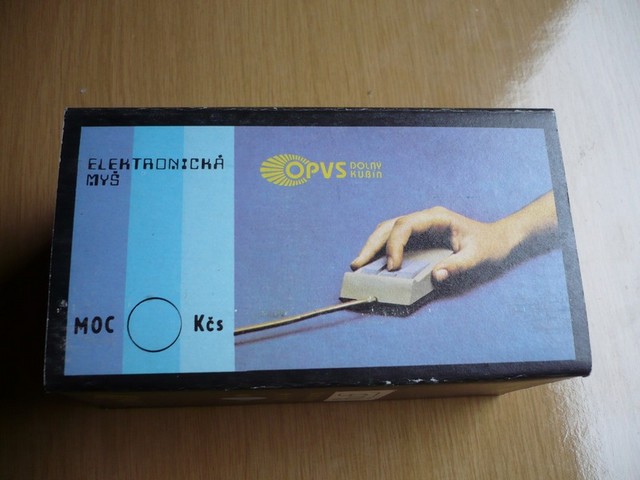 ELEKTRONICKÁ
MYŠ
OPVS DOLNÝ
KUBÍN
MOC Kčs